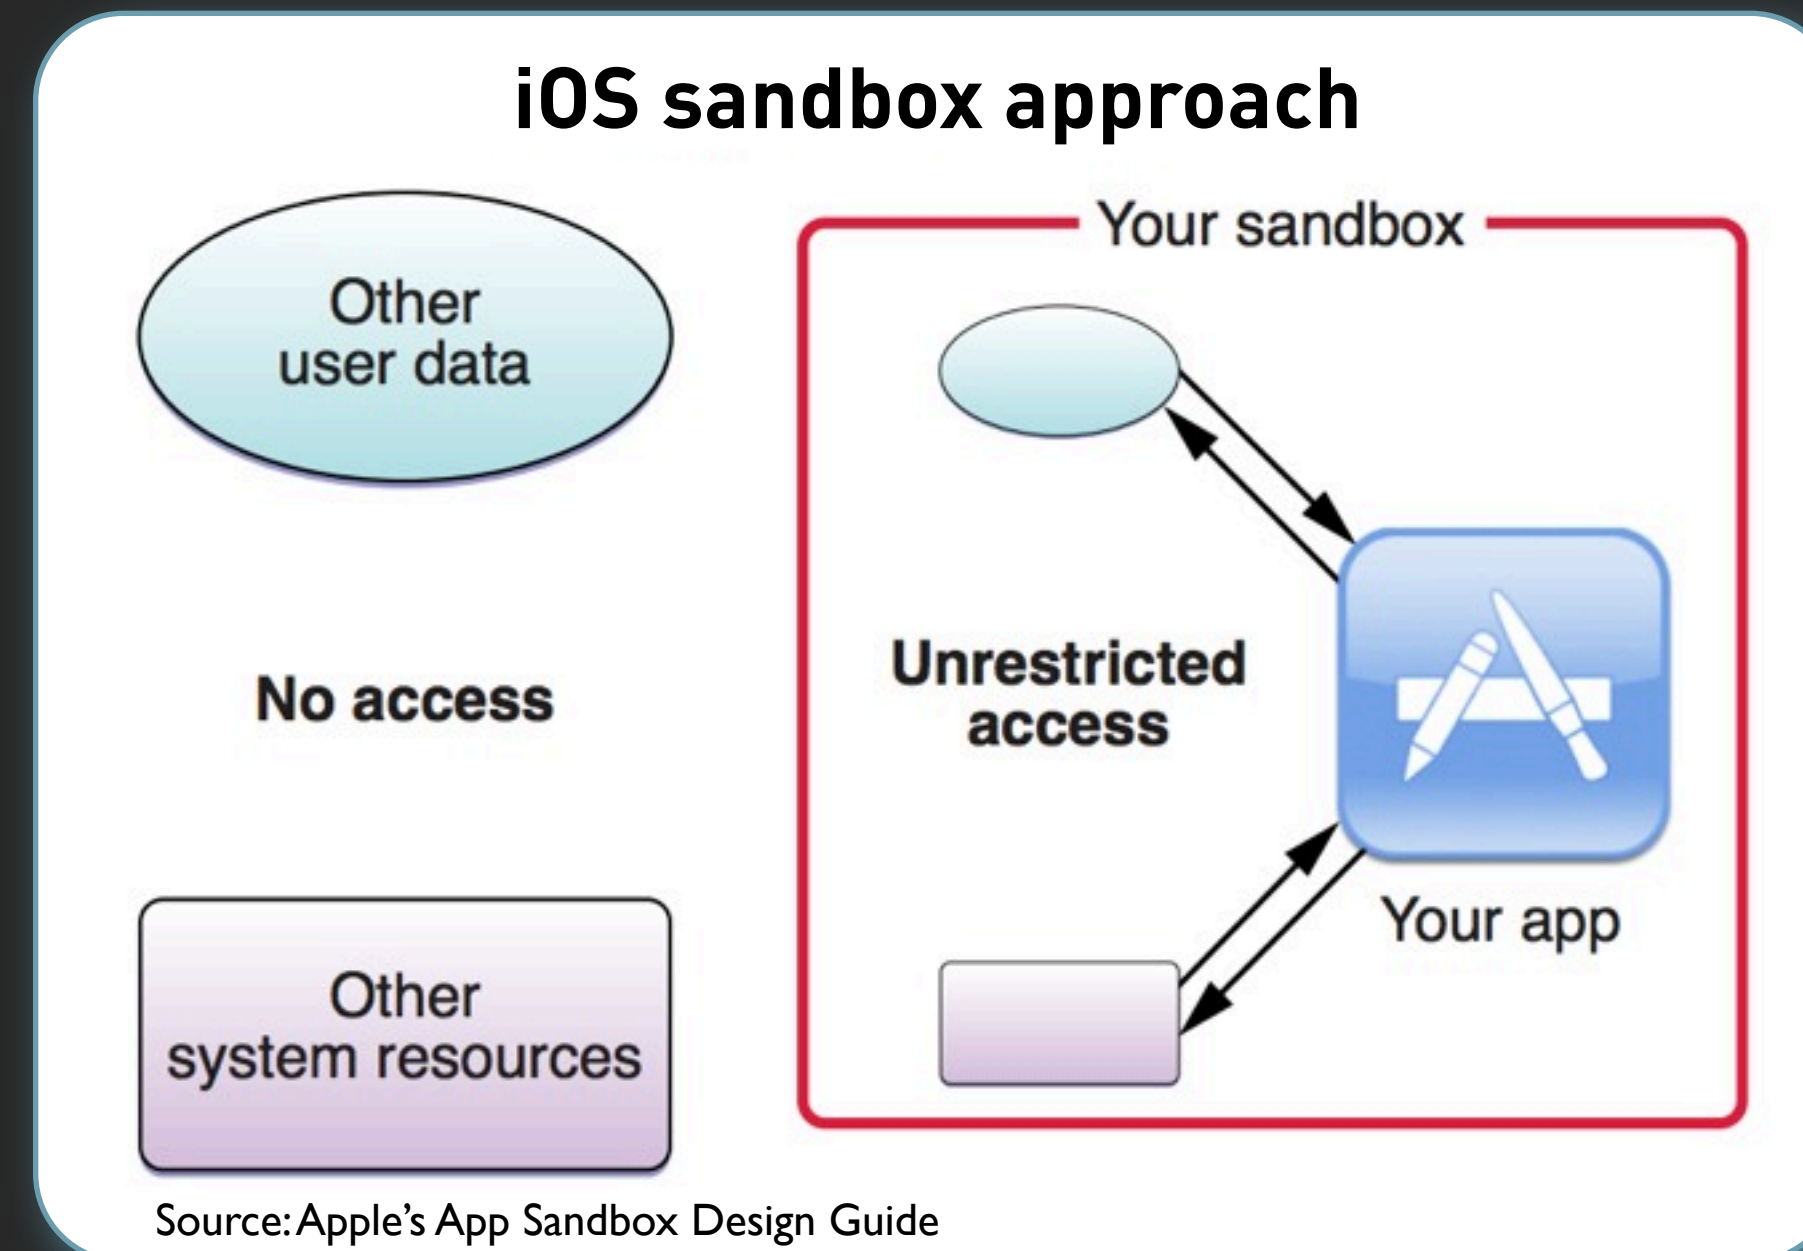 iOS sandbox approach
Other
user data
No access
Other
system resources
Your sandbox
Unrestricted
access
Your app
Source: Apple's App Sandbox Design Guide